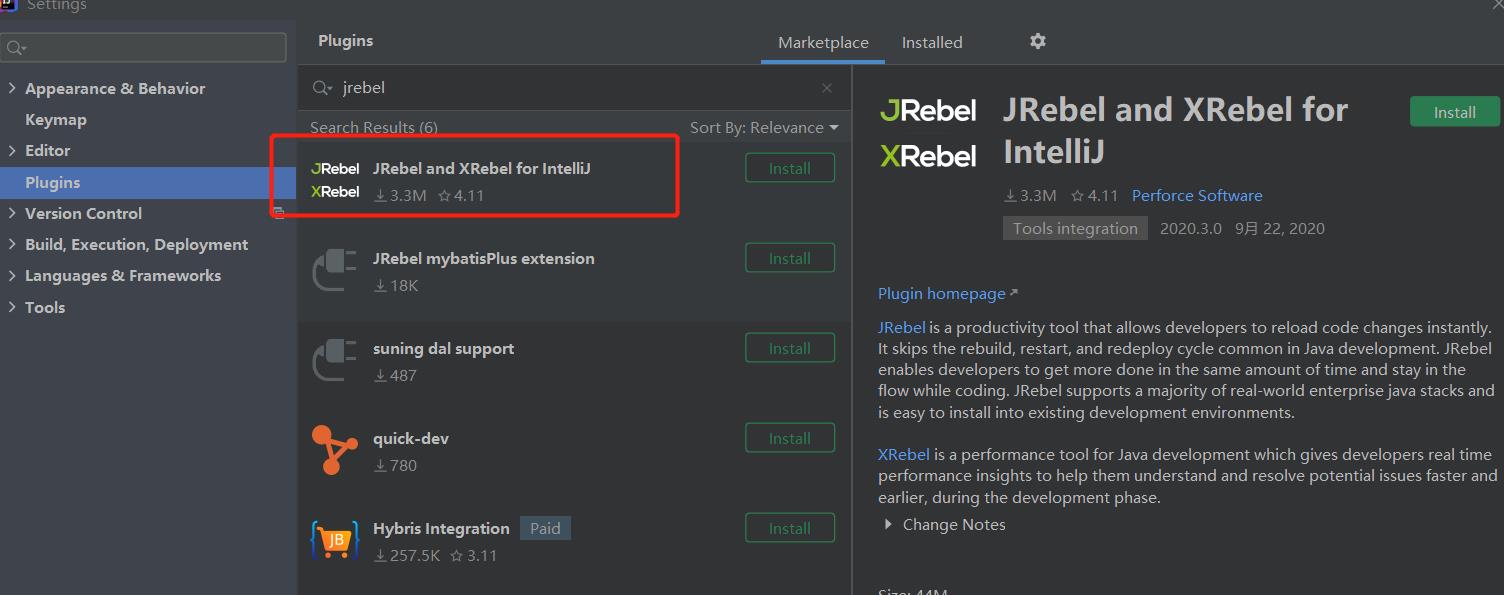 Settings
Plugins
Marketplace
Installed
Appearance & Behavior
Keymap
Editor
Plugins
Version Control
Build, Execution, Deployment
Languages & Frameworks
Tools
jrebel
Search Results (6)
Sort By: Relevance
JRebel
XRebel
JRebel and XRebel for IntelliJ
3.3M 4.11
Install
JRebel mybatisPlus extension
18K
Install
suning dal support
487
Install
quick-dev
780
Install
JB
Hybris Integration Paid
257.5K 3.11
Install
JRebel
XRebel
JRebel and XRebel for
IntelliJ
Install
3.3M 4.11 Perforce Software
Tools integration 2020.3.0 9月 22, 2020
Plugin homepage
JRebel is a productivity tool that allows developers to reload code changes instantly.
It skips the rebuild, restart, and redeploy cycle common in Java development. JRebel
enables developers to get more done in the same amount of time and stay in the
flow while coding. JRebel supports a majority of real-world enterprise java stacks and
is easy to install into existing development environments.
XRebel is a performance tool for Java development which gives developers real time
performance insights to help them understand and resolve potential issues faster and
earlier, during the development phase.
Change Notes
Size: 44M